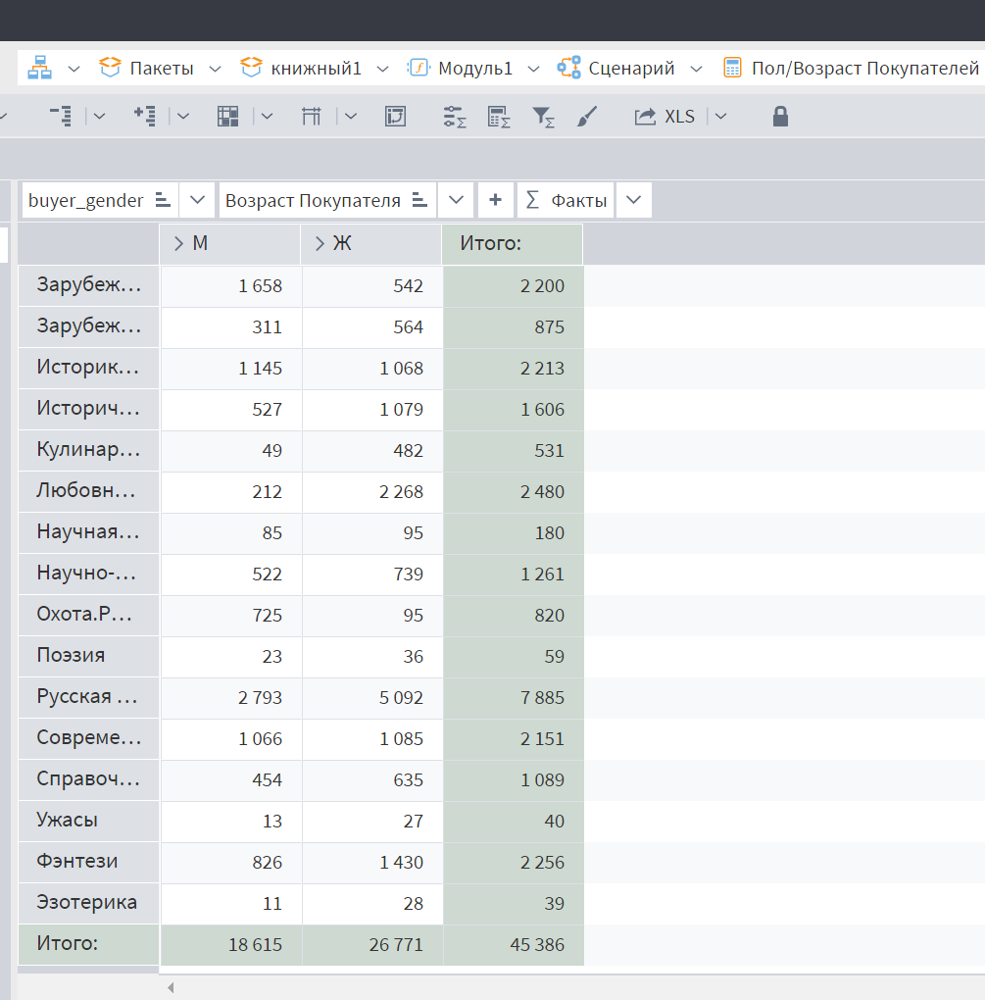 Пакеты книжный1 Модуль1 Сценарий Пол/Возраст Покупателей
XLS
buyer_gender Возраст Покупателя + Σ Факты
М Ж Итого:
Зарубеж... 1 658 542 2 200
Зарубеж... 311 564 875
Историк... 1 145 1 068 2 213
Историч... 527 1 079 1 606
Кулинар... 49 482 531
Любовн... 212 2 268 2 480
Научная... 85 95 180
Научно-... 522 739 1 261
Охота.Р... 725 95 820
Поэзия 23 36 59
Русская ... 2 793 5 092 7 885
Совреме... 1 066 1 085 2 151
Справоч... 454 635 1 089
Ужасы 13 27 40
Фэнтези 826 1 430 2 256
Эзотерика 11 28 39
Итого: 18 615 26 771 45 386